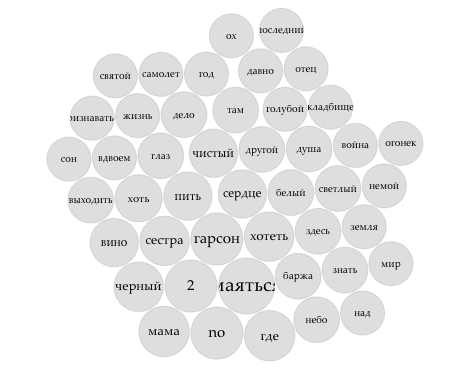 ох
последний
святой
самолет
год
давно
отец
признавать
жизнь
дело
там
голубой
кладбище
сон
вдвоем
глаз
чистый
другой
душа
война
огонек
выходить
хоть
пить
сердце
белый
светлый
немой
вино
сестра
гарсон
хотеть
здесь
земля
черный
2
маяться
баржа
знать
мир
мама
no
где
небо
над